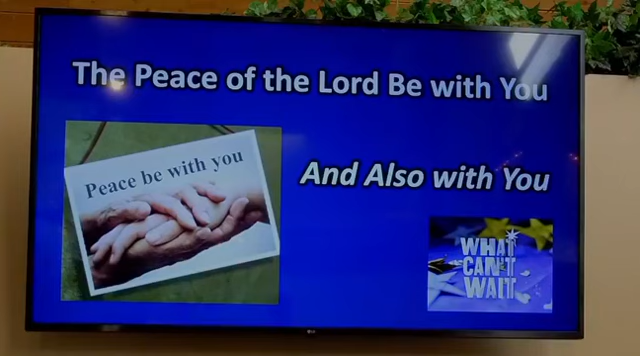 The Peace of the Lord Be with You
Peace be with you
And Also with You
WHAT
CAN'T
WAIT
LG